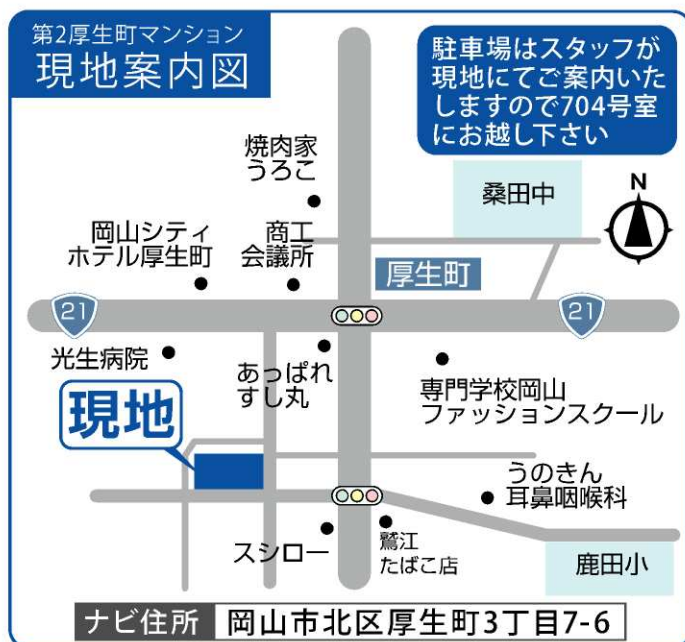 第2厚生町マンション
現地案内図
駐車場はスタッフが
現地にてご案内いた
しますので704号室
にお越し下さい
焼肉家
うろこ
桑田中
N
岡山シティ
ホテル厚生町
商工
会議所
厚生町
21
21
光生病院
あっぱれ
すし丸
専門学校岡山
ファッションスクール
現地
うのきん
耳鼻咽喉科
スシロー
鷲江
たばこ店
鹿田小
ナビ住所 岡山市北区厚生町3丁目7-6